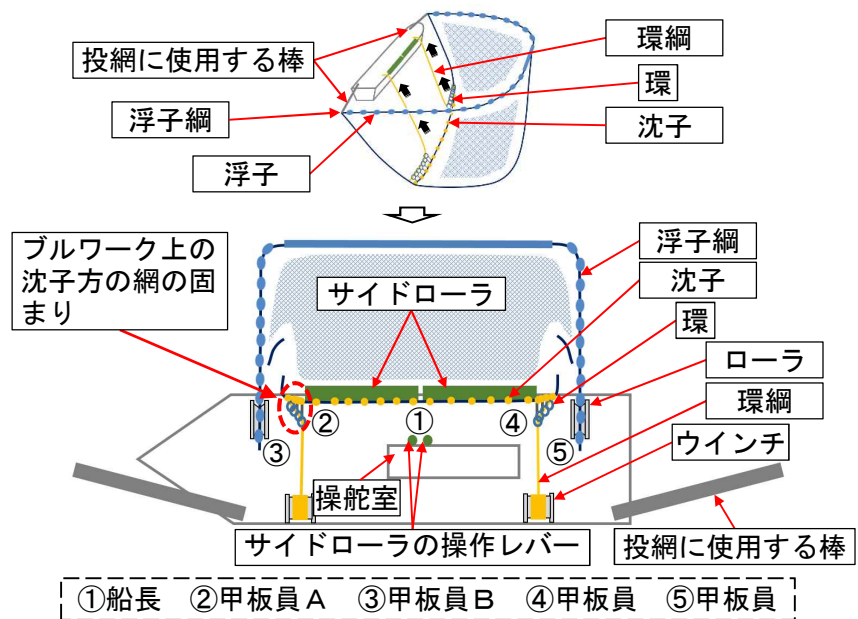 投網に使用する棒
浮子綱
浮子
環綱
環
沈子
ブルワーク上の
沈子方の網の固
まり
サイドローラ
浮子綱
沈子
環
ローラ
環綱
ウインチ
② ① ④
③ ⑤
操舵室
サイドローラの操作レバー
投網に使用する棒
①船長 ②甲板員A ③甲板員B ④甲板員 ⑤甲板員